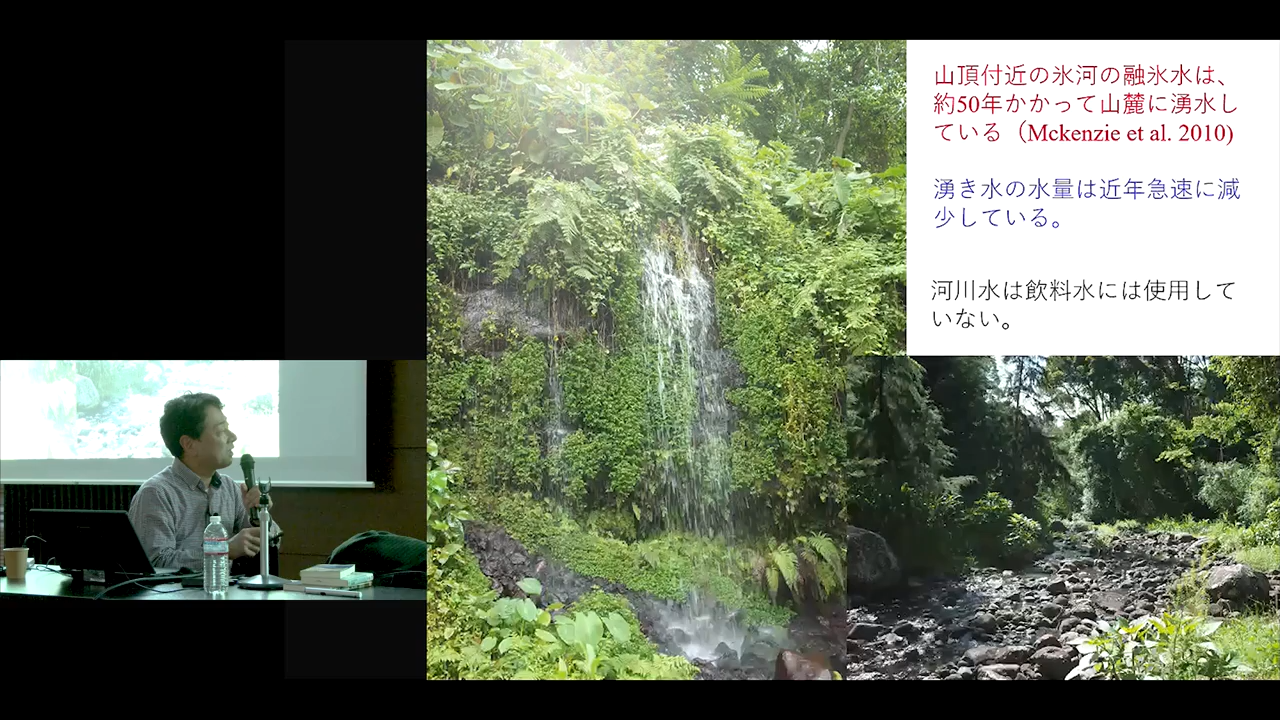 山頂付近の氷河の融氷水は、
約50年かかって山麓に湧水し
ている（Mckenzie et al. 2010)
湧き水の水量は近年急速に減
少している。
河川水は飲料水には使用して
いない。